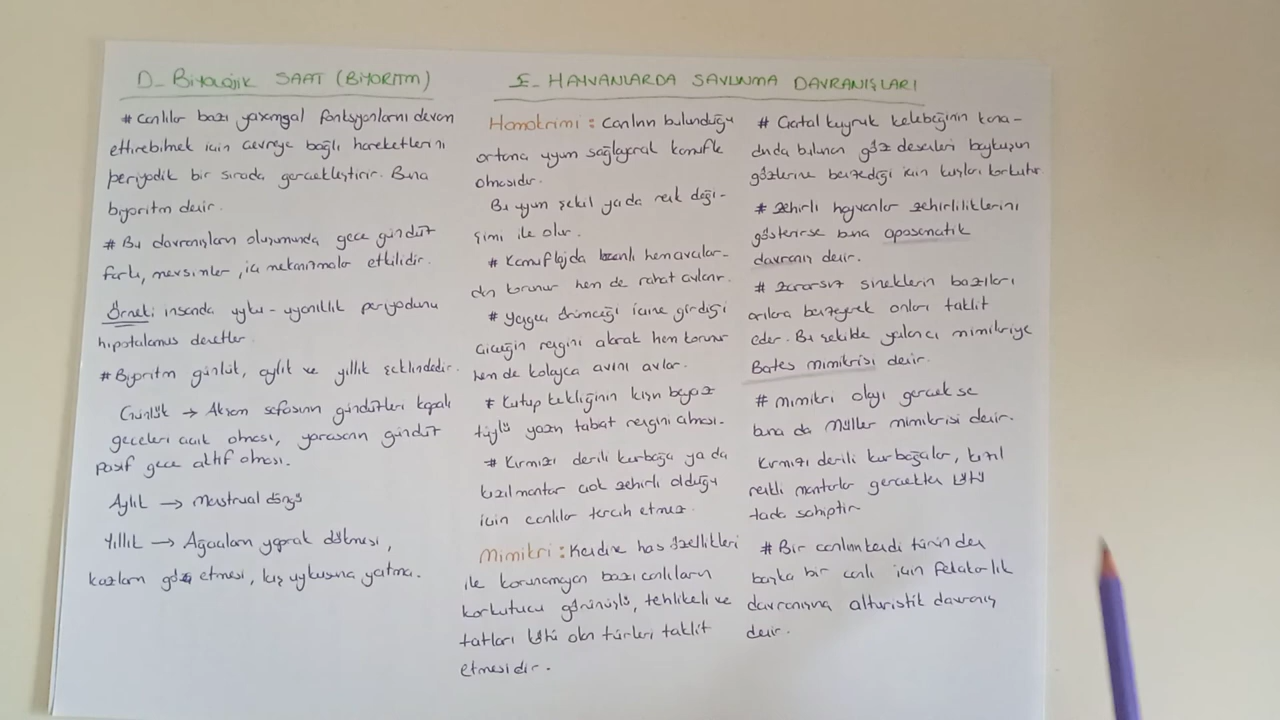 D- BİYOLOJİK SAAT (BİYORİTM)
# Canlılar bazı yaşamsal fonksiyonlarını devam
ettirebilmek için çevreye bağlı hareketlerini
periyodik bir sırada gerçekleştirir. Buna
biyoritm denir.
# Bu davranışların oluşumunda gece gündüz
farkı, mevsimler, iç mekanizmalar etkilidir.
Örnek: insanda uyku-uyanıklık periyodunu
hipotalamus denetler.
# Biyoritm günlük, aylık ve yıllık şeklindedir.
Günlük → Akşam sefasının gündüzleri kapalı
geceleri açık olması, yarasanın gündüz
pasif gece aktif olması.
Aylık → Menstrual döngü
Yıllık → Ağaçların yaprak dökmesi,
kazların göç etmesi, kış uykusuna yatma.
E- HAYVANLARDA SAVUNMA DAVRANIŞLARI
Homokromi: Canlının bulunduğu
ortama uyum sağlayarak kamufle
olmasıdır.
Bu uyum şekil yada renk deği-
şimi ile olur.
# Kamuflajda canlı hem avcılar-
dan korunur hem de rahat avlanır.
# Yengeç örümceği içine girdiği
çiçeğin rengini alarak hem korunur
hem de kolayca avını avlar.
# Kutup kekliğinin kışın beyaz
tüylü yazın tabiat rengini alması.
# Kırmızı derili kurbağa ya da
kızıl mantar çok zehirli olduğu
için canlılar tercih etmez.
Mimikri: Kendine has özellikleri
ile korunamayan bazı canlıların
korkutucu görünüşlü, tehlikeli ve
tatları kötü olan türleri taklit
etmesidir.
# Çatal kuyruk kelebeğinin kana-
dında bulunan göz desenleri baykuşun
gözlerine benzediği için kuşları korkutur.
# Zehirli hayvanlar zehirliliklerini
gösterirse buna aposematik
davranış denir.
# Zararsız sineklerin bazıları
arılara benzeyerek onları taklit
eder. Bu şekilde yalancı mimikriye
Bates mimikrisi denir.
# Mimikri olayı gerçek se
buna da Müller mimikrisi denir.
Kırmızı derili kurbağalar, kızıl
renkli mantarlar gerçekten kötü
tada sahiptir
# Bir canlının kendi türünden
başka bir canlı için fedakarlık
davranışına alturistik davranış
denir.